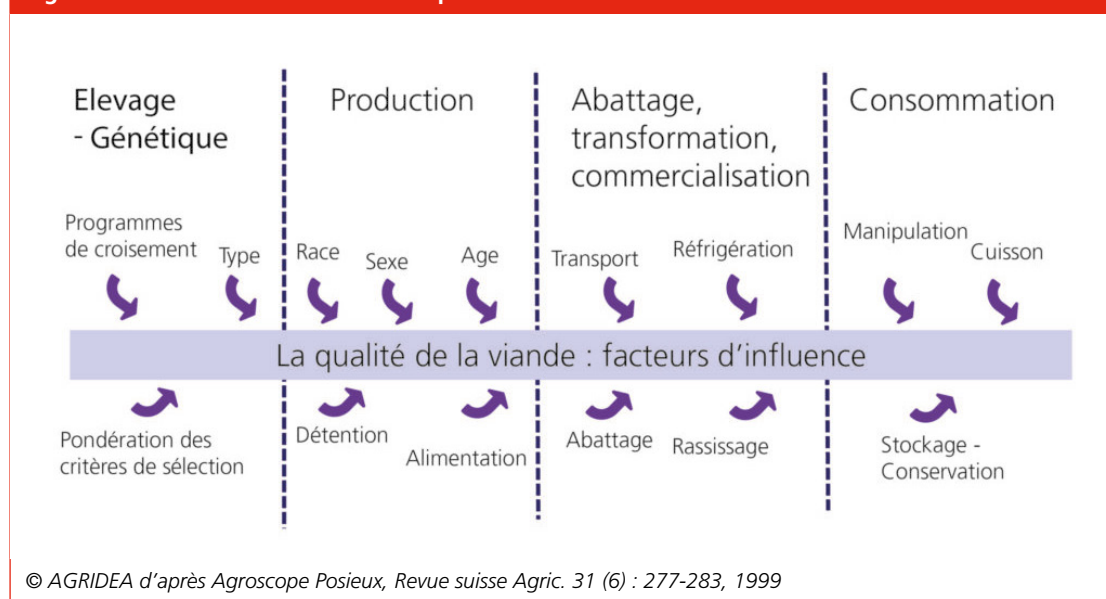 Elevage
- Génétique
Production
Abattage,
transformation,
commercialisation
Consommation
Programmes
de croisement
Type
Race
Sexe
Age
Transport
Réfrigération
Manipulation
Cuisson
La qualité de la viande : facteurs d'influence
Pondération des
critères de sélection
Détention
Alimentation
Abattage
Rassissage
Stockage -
Conservation
© AGRIDEA d'après Agroscope Posieux, Revue suisse Agric. 31 (6) : 277-283, 1999